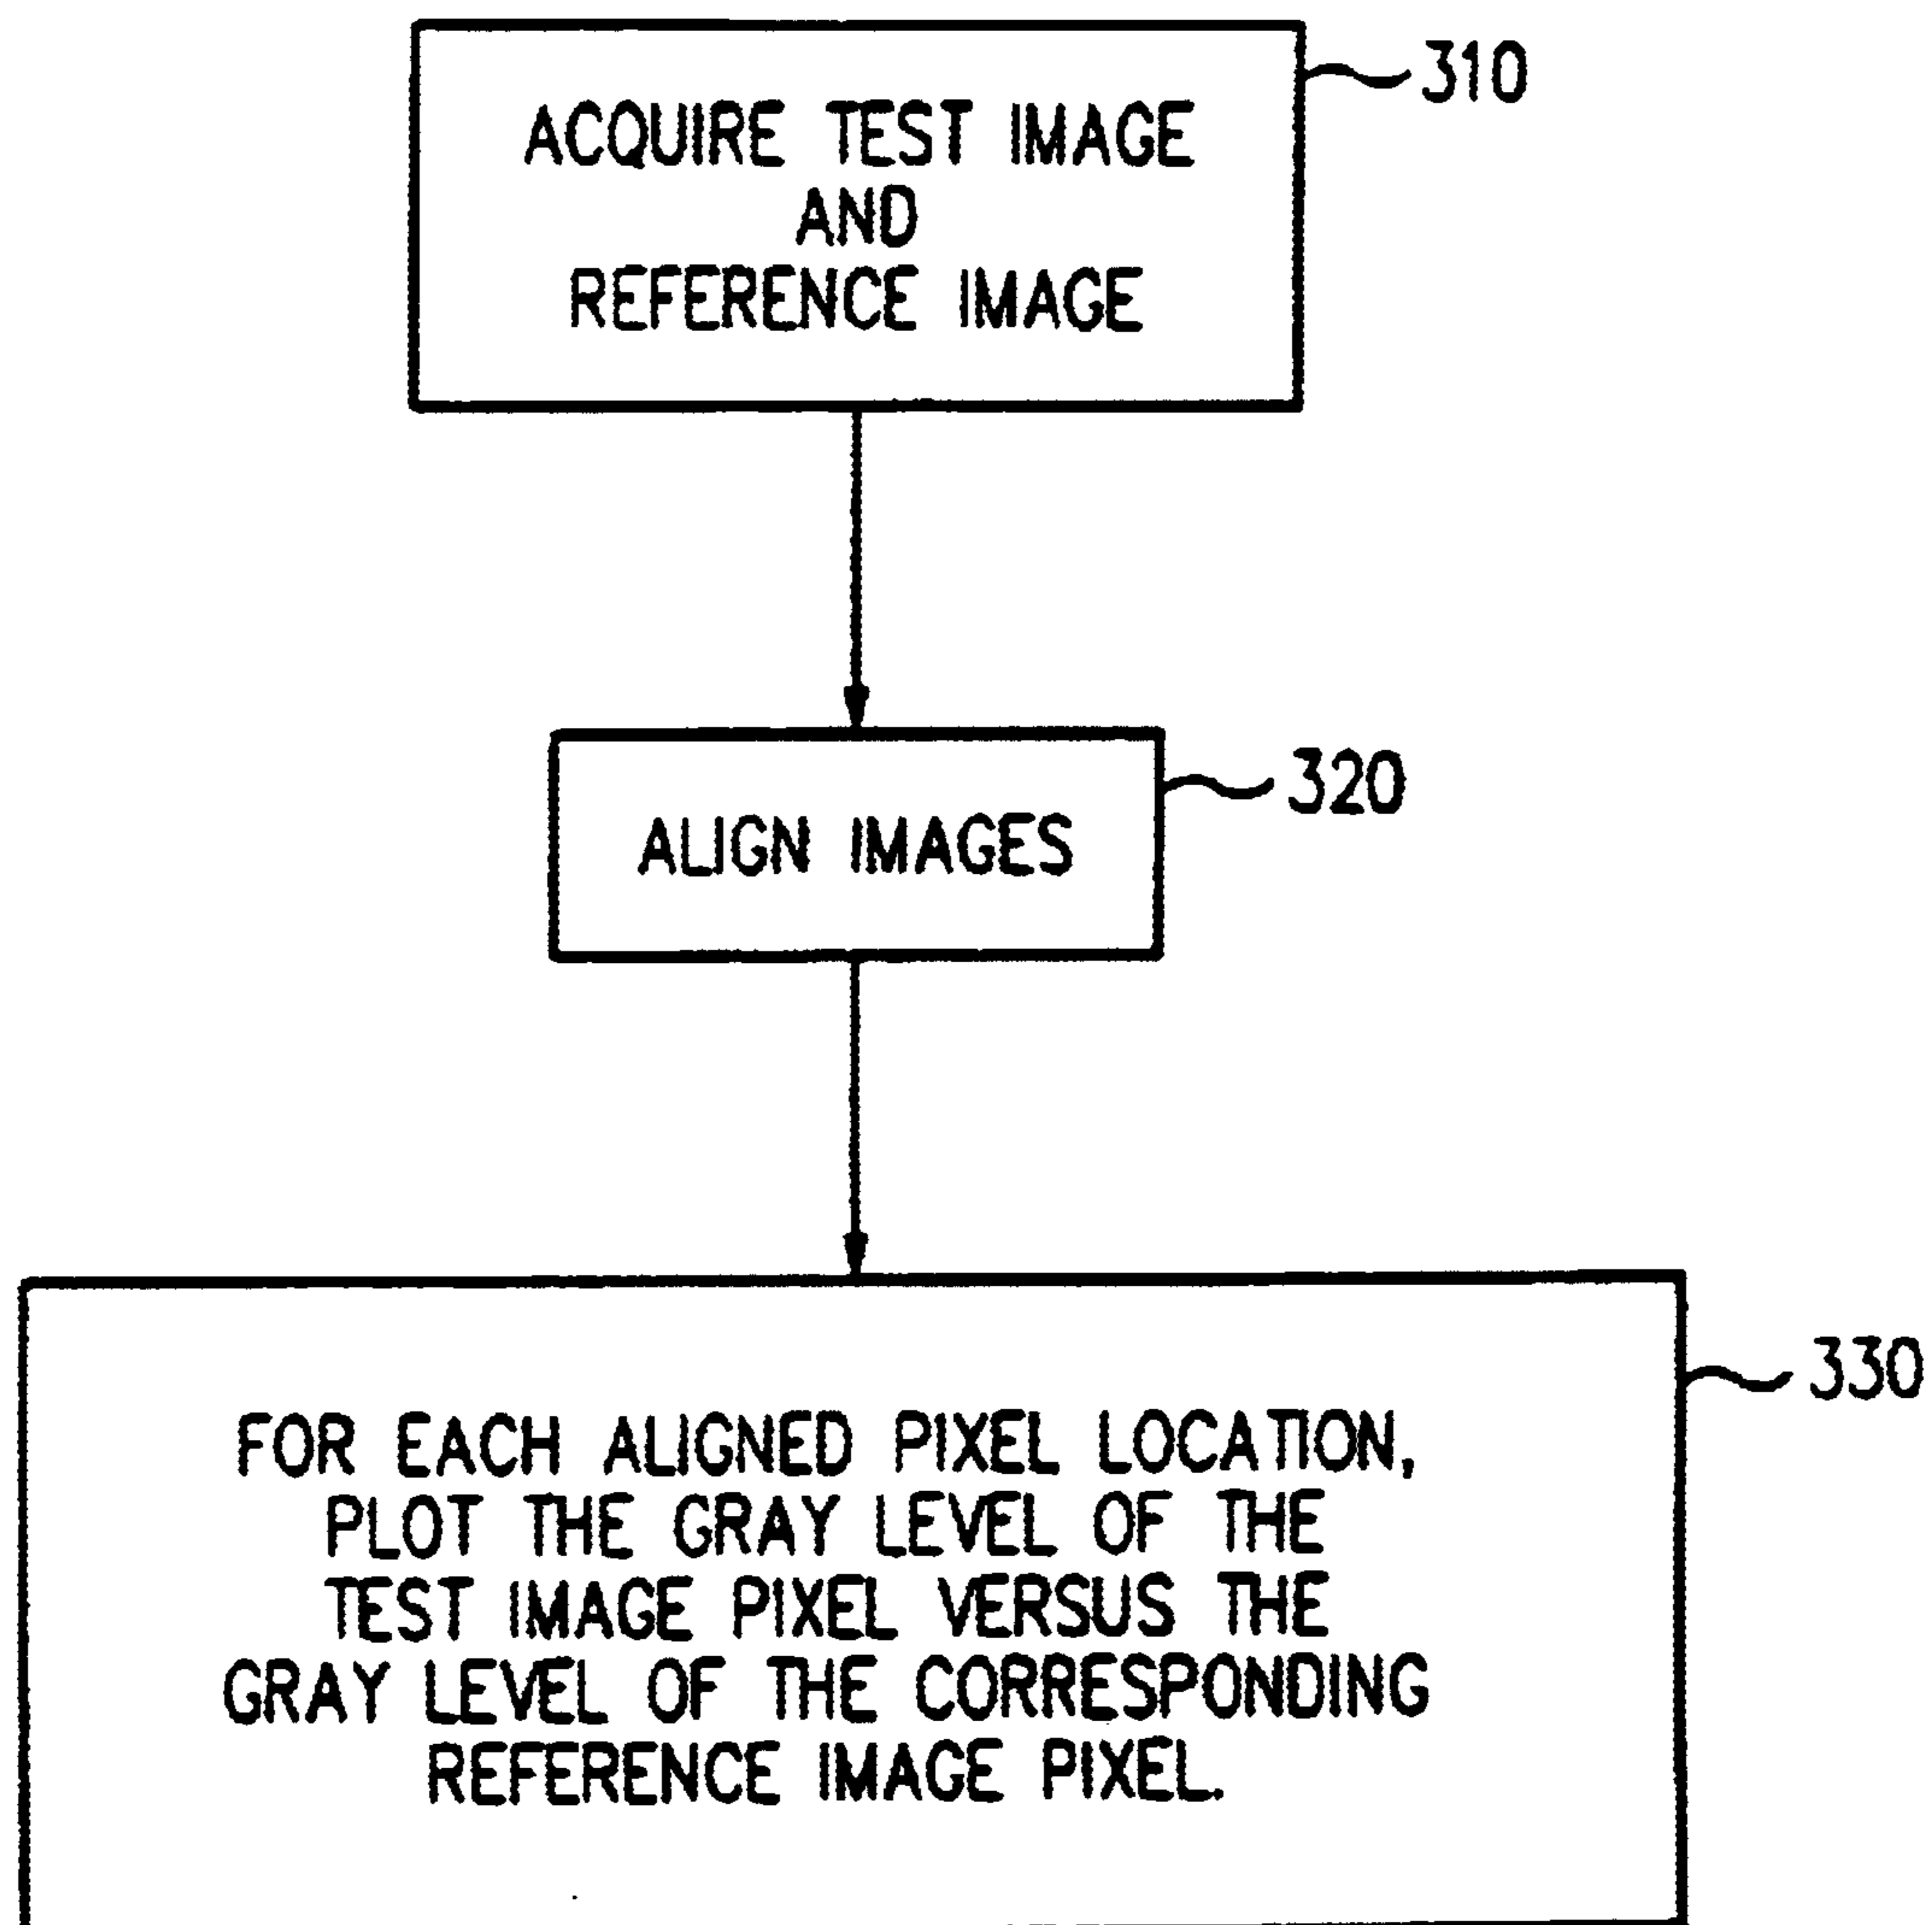 310
ACQUIRE TEST IMAGE
AND
REFERENCE IMAGE
320
ALIGN IMAGES
330
FOR EACH ALIGNED PIXEL LOCATION,
PLOT THE GRAY LEVEL OF THE
TEST IMAGE PIXEL VERSUS THE
GRAY LEVEL OF THE CORRESPONDING
REFERENCE IMAGE PIXEL.